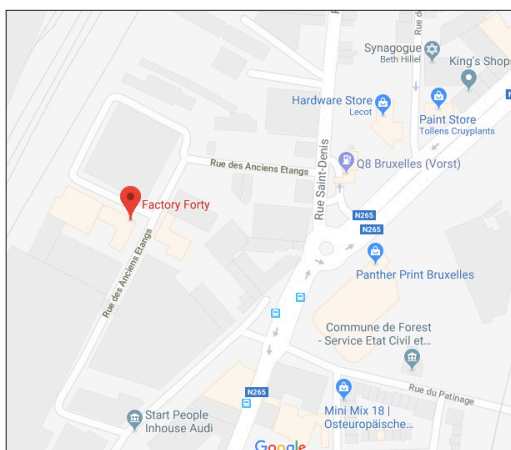 Synagogue
Beth Hillel
King's Shops
Hardware Store
Lecot
Paint Store
Tollens Cruyplants
Rue Saint-Denis
Rue des Anciens Etangs
Q8 Bruxelles (Vorst)
Factory Forty
N265
N265
Rue des Anciens Etangs
Panther Print Bruxelles
Commune de Forest
- Service Etat Civil et...
N265
Rue du Patinage
Mini Mix 18 |
Osteuropäische...
Start People
Inhouse Audi
Google